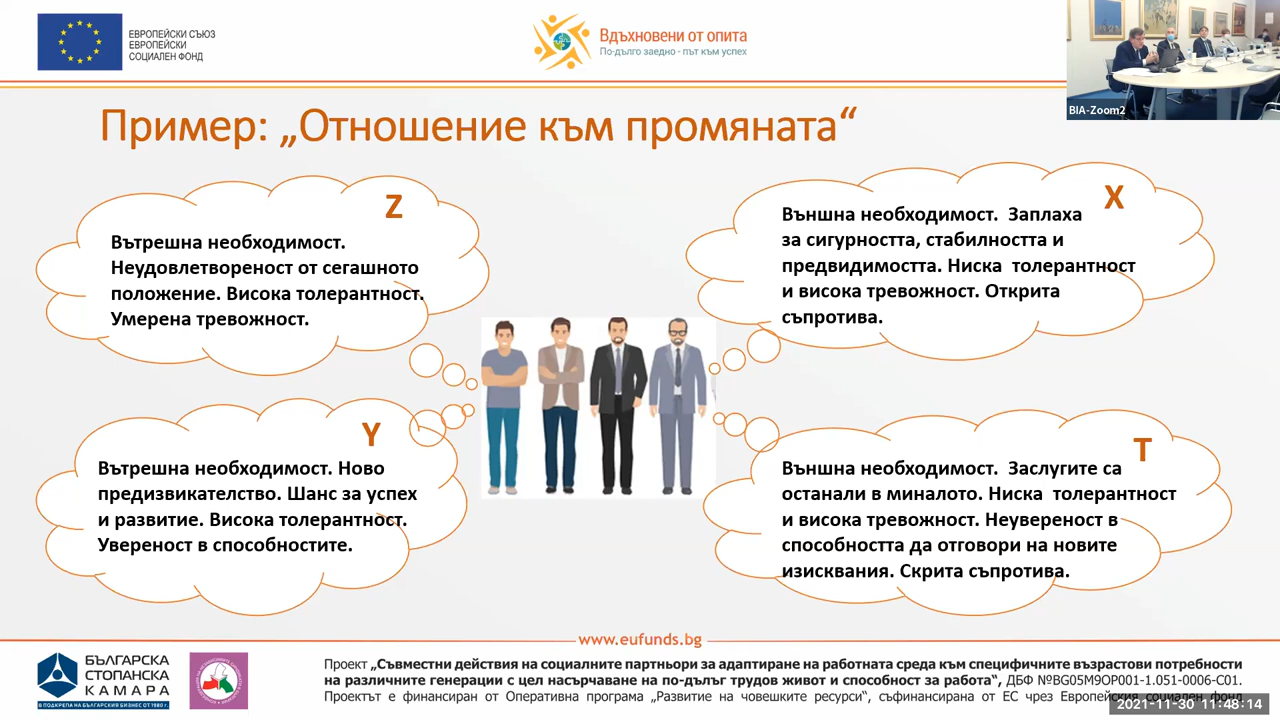 ЕВРОПЕЙСКИ СЪЮЗ
ЕВРОПЕЙСКИ
СОЦИАЛЕН ФОНД
Вдъхновени от опита
По-дълго заедно - път към успех
BIA-Zoom2
Пример: „Отношение към промяната“
Z
Вътрешна необходимост.
Неудовлетвореност от сегашното
положение. Висока толерантност.
Умерена тревожност.
X
Външна необходимост. Заплаха
за сигурността, стабилността и
предвидимостта. Ниска толерантност
и висока тревожност. Открита
съпротива.
Y
Вътрешна необходимост. Ново
предизвикателство. Шанс за успех
и развитие. Висока толерантност.
Увереност в способностите.
T
Външна необходимост. Заслугите са
останали в миналото. Ниска толерантност
и висока тревожност. Неувереност в
способността да отговори на новите
изисквания. Скрита съпротива.
www.eufunds.bg
БЪЛГАРСКА
СТОПАНСКА
КАМАРА
В ПОДКРЕПА НА БЪЛГАРСКИЯ БИЗНЕС ОТ 1980 г.
Проект „Съвместни действия на социалните партньори за адаптиране на работната среда към специфичните възрастови потребности
на различните генерации с цел насърчаване на по-дълъг трудов живот и способност за работа“, ДБФ №BG05M9OP001-1.051-0006-C01.
Проектът е финансиран от Оперативна програма „Развитие на човешките ресурси“, съфинансирана от ЕС чрез Европейския социален фонд
2021-11-30 11:48:14